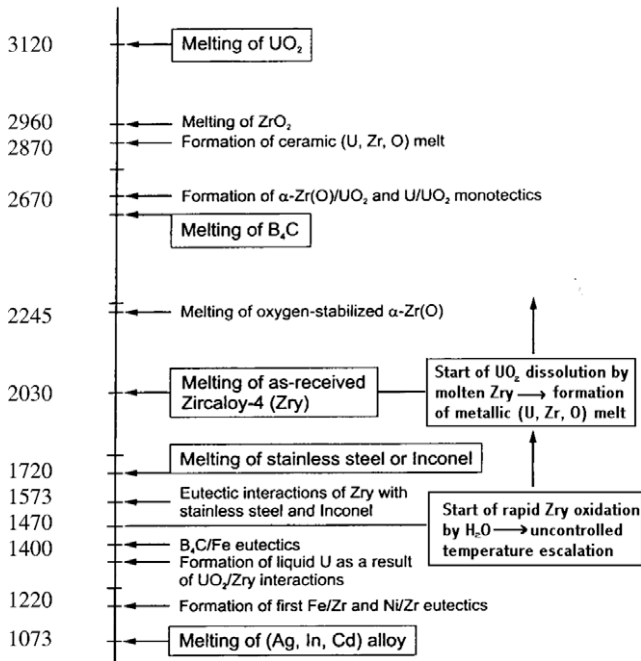 3120
Melting of UO₂
2960
Melting of ZrO₂
2870
Formation of ceramic (U, Zr, O) melt
2670
Formation of α-Zr(O)/UO₂ and U/UO₂ monotectics
Melting of B₄C
2245
Melting of oxygen-stabilized α-Zr(O)
2030
Melting of as-received
Zircaloy-4 (Zry)
Start of UO₂ dissolution by
molten Zry → formation
of metallic (U, Zr, O) melt
1720
Melting of stainless steel or Inconel
1573
Eutectic interactions of Zry with
stainless steel and Inconel
1470
Start of rapid Zry oxidation
by H₂O → uncontrolled
temperature escalation
1400
B₄C/Fe eutectics
Formation of liquid U as a result
of UO₂/Zry interactions
1220
Formation of first Fe/Zr and Ni/Zr eutectics
1073
Melting of (Ag, In, Cd) alloy